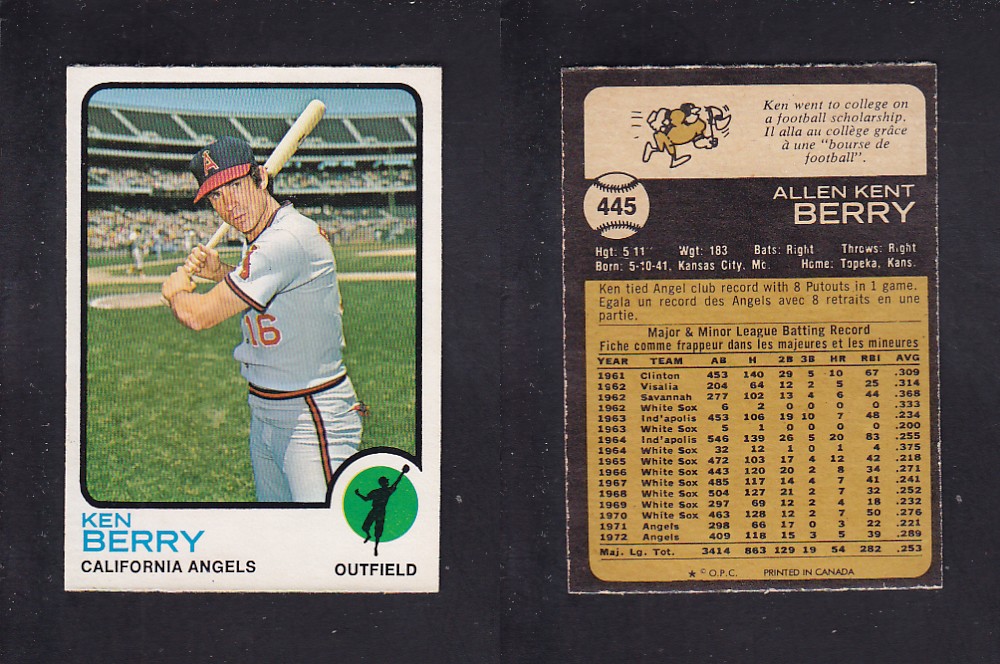 A
16
KEN
BERRY
CALIFORNIA ANGELS
OUTFIELD
Ken went to college on
a football scholarship.
Il alla au collège grâce
à une "bourse de
football".
445
ALLEN KENT
BERRY
Hgt: 5'11" Wgt: 183 Bats: Right Throws: Right
Born: 5-10-41, Kansas City, Mo. Home: Topeka, Kans.
Ken tied Angel club record with 8 Putouts in 1 game.
Egala un record des Angels avec 8 retraits en une
partie.
Major & Minor League Batting Record
Fiche comme frappeur dans les majeures et les mineures
YEAR TEAM AB H 2B 3B HR RBI AVG
1961 Clinton 453 140 29 5 10 67 .309
1962 Visalia 204 64 12 2 5 25 .314
1962 Savannah 277 102 13 4 6 44 .368
1962 White Sox 6 2 0 0 0 0 .333
1963 Ind'apolis 453 106 19 10 7 48 .234
1963 White Sox 5 1 0 0 0 0 .200
1964 Ind'apolis 546 139 26 5 20 83 .255
1964 White Sox 32 12 1 0 1 4 .375
1965 White Sox 472 103 17 4 12 42 .218
1966 White Sox 443 120 20 2 8 34 .271
1967 White Sox 485 117 14 4 7 41 .241
1968 White Sox 504 127 21 2 7 32 .252
1969 White Sox 297 69 12 2 4 18 .232
1970 White Sox 463 128 12 2 7 50 .276
1971 Angels 298 66 17 0 3 22 .221
1972 Angels 409 118 15 3 5 39 .289
Maj. Lg. Tot. 3414 863 129 19 54 282 .253
★ © O.P.C. PRINTED IN CANADA